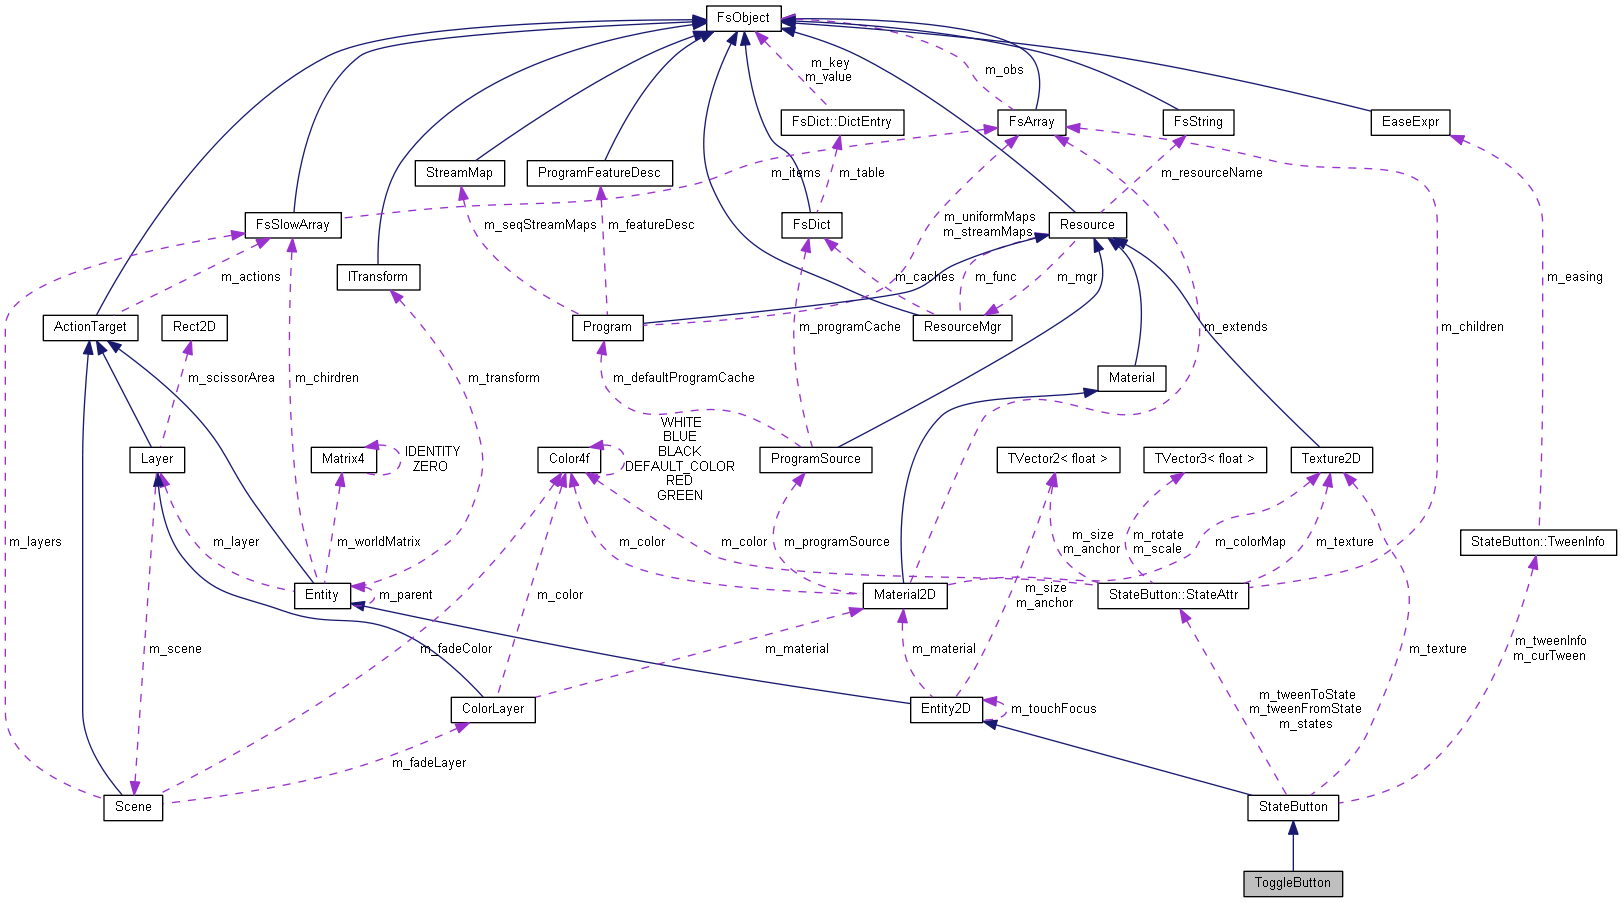 FsObject
m_key
m_value
m_obs
FsDict::DictEntry
FsArray
FsString
EaseExpr
StreamMap
ProgramFeatureDesc
m_items
m_table
m_resourceName
FsSlowArray
m_seqStreamMaps
m_featureDesc
FsDict
m_uniformMaps
m_streamMaps
Resource
ITransform
m_actions
m_caches
m_func
m_mgr
m_easing
ActionTarget
Rect2D
Program
m_programCache
ResourceMgr
m_extends
m_children
m_scissorArea
m_chirdren
m_transform
m_defaultProgramCache
Material
Layer
Matrix4
IDENTITY
ZERO
Color4f
WHITE
BLUE
BLACK
DEFAULT_COLOR
RED
GREEN
ProgramSource
TVector2< float >
TVector3< float >
Texture2D
m_layers
m_layer
m_worldMatrix
m_color
m_color
m_programSource
m_size
m_anchor
m_rotate
m_scale
m_colorMap
m_texture
StateButton::TweenInfo
Entity
m_parent
m_color
Material2D
m_size
m_anchor
StateButton::StateAttr
m_scene
m_fadeColor
m_material
m_material
m_texture
m_tweenInfo
m_curTween
ColorLayer
Entity2D
m_touchFocus
m_tweenToState
m_tweenFromState
m_states
m_fadeLayer
Scene
StateButton
ToggleButton